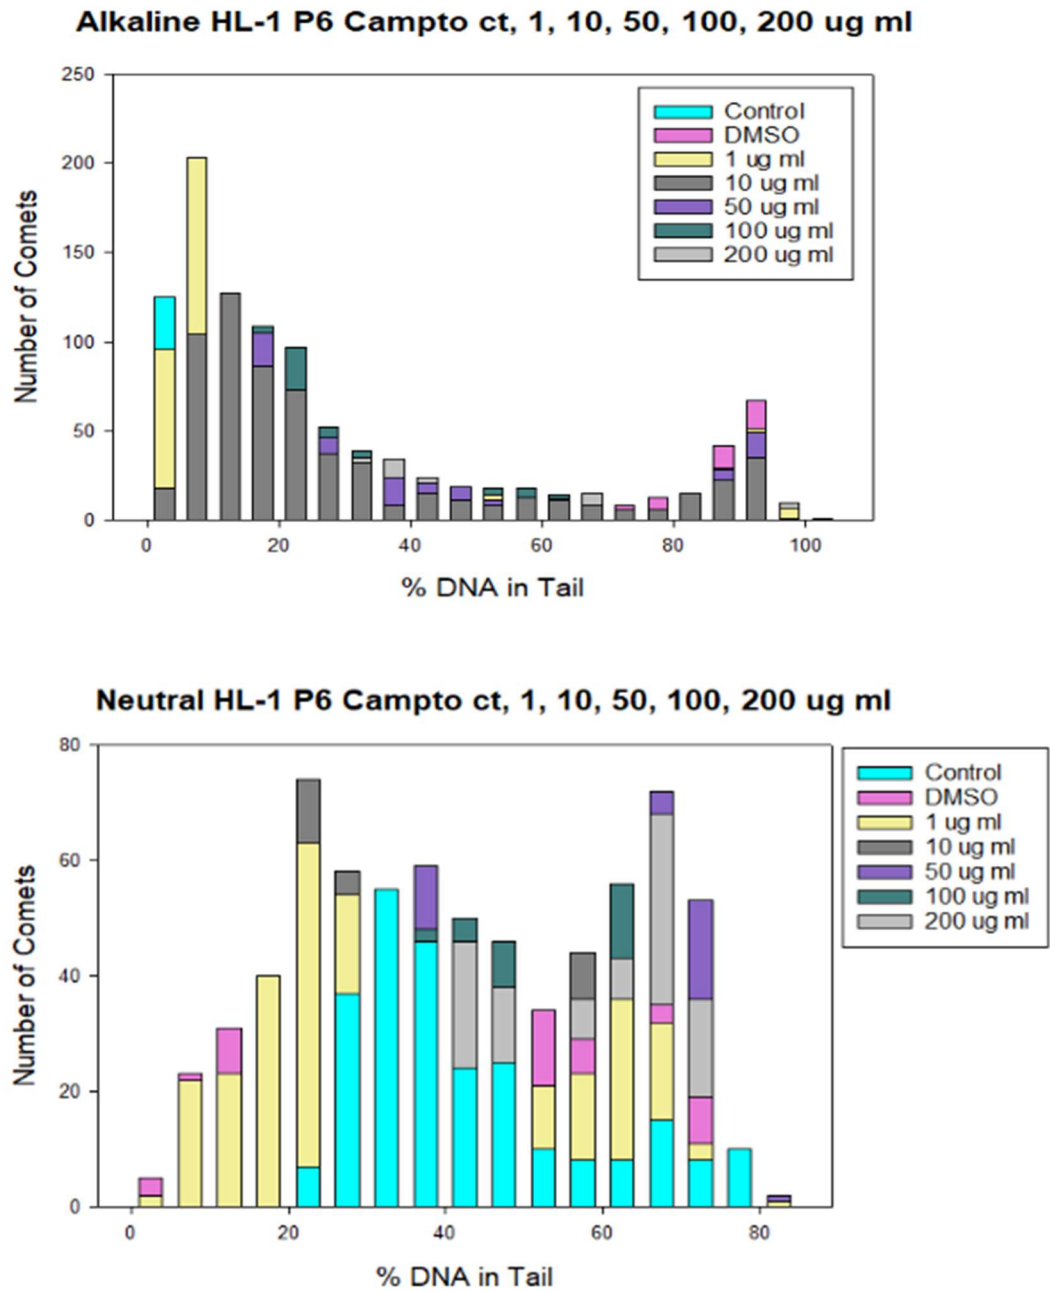 Alkaline HL-1 P6 Campto ct, 1, 10, 50, 100, 200 ug ml
250
200
150
100
50
0
Number of Comets
Control
DMSO
1 ug ml
10 ug ml
50 ug ml
100 ug ml
200 ug ml
0 20 40 60 80 100
% DNA in Tail
Neutral HL-1 P6 Campto ct, 1, 10, 50, 100, 200 ug ml
80
60
40
20
0
Number of Comets
Control
DMSO
1 ug ml
10 ug ml
50 ug ml
100 ug ml
200 ug ml
0 20 40 60 80
% DNA in Tail